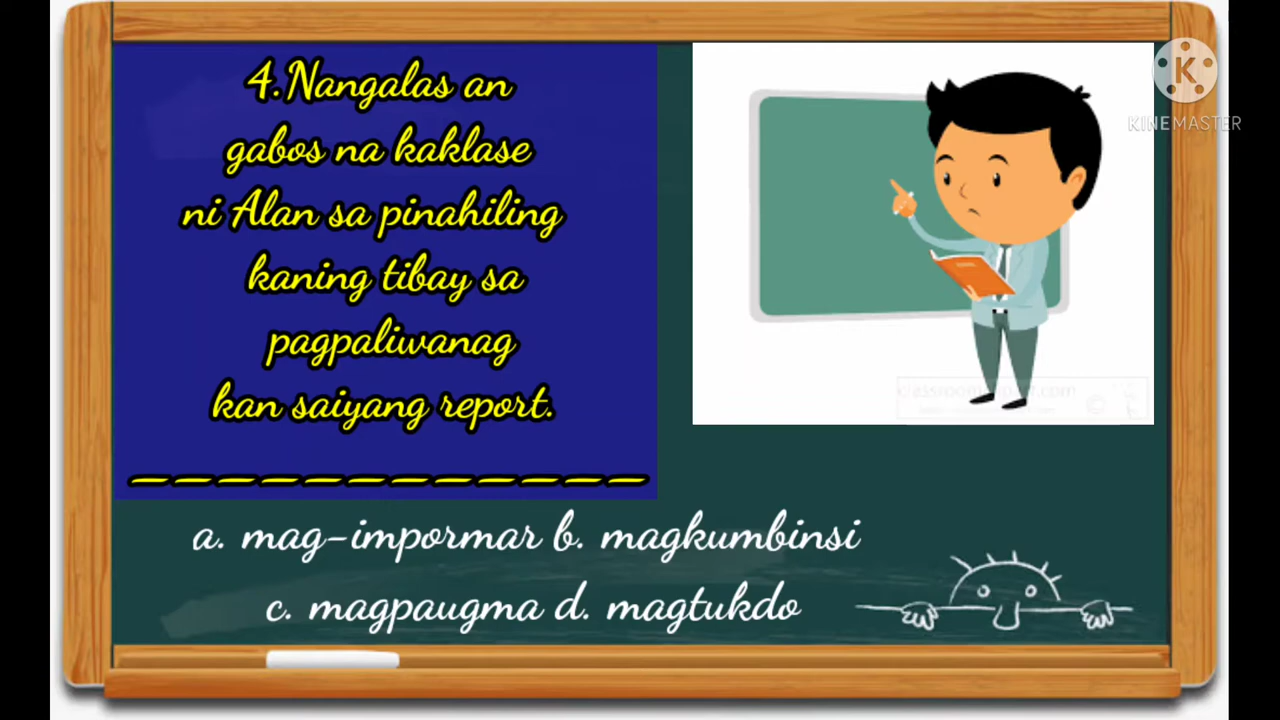 4. Nangalas an
gabos na kaklase
ni Alan sa pinahiling
kaning tibay sa
pagpaliwanag
kan saiyang report.
_____________
a. mag-impormar b. magkumbinsi
c. magpaugma d. magtukdo
K
KINEMASTER